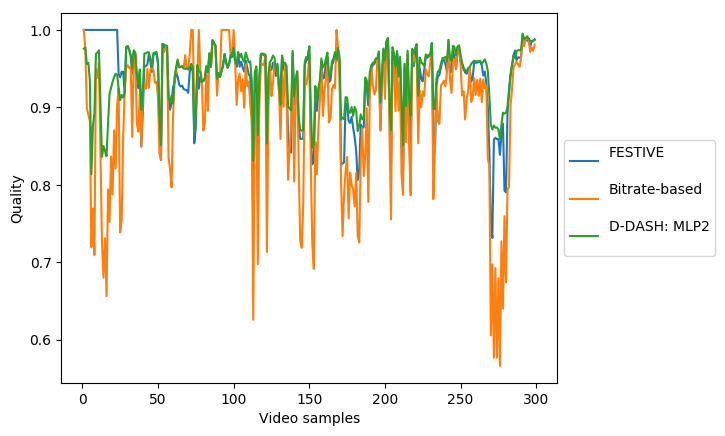 1.0
0.9
0.8
0.7
0.6
Quality
0
50
100
150
200
250
300
Video samples
FESTIVE
Bitrate-based
D-DASH: MLP2